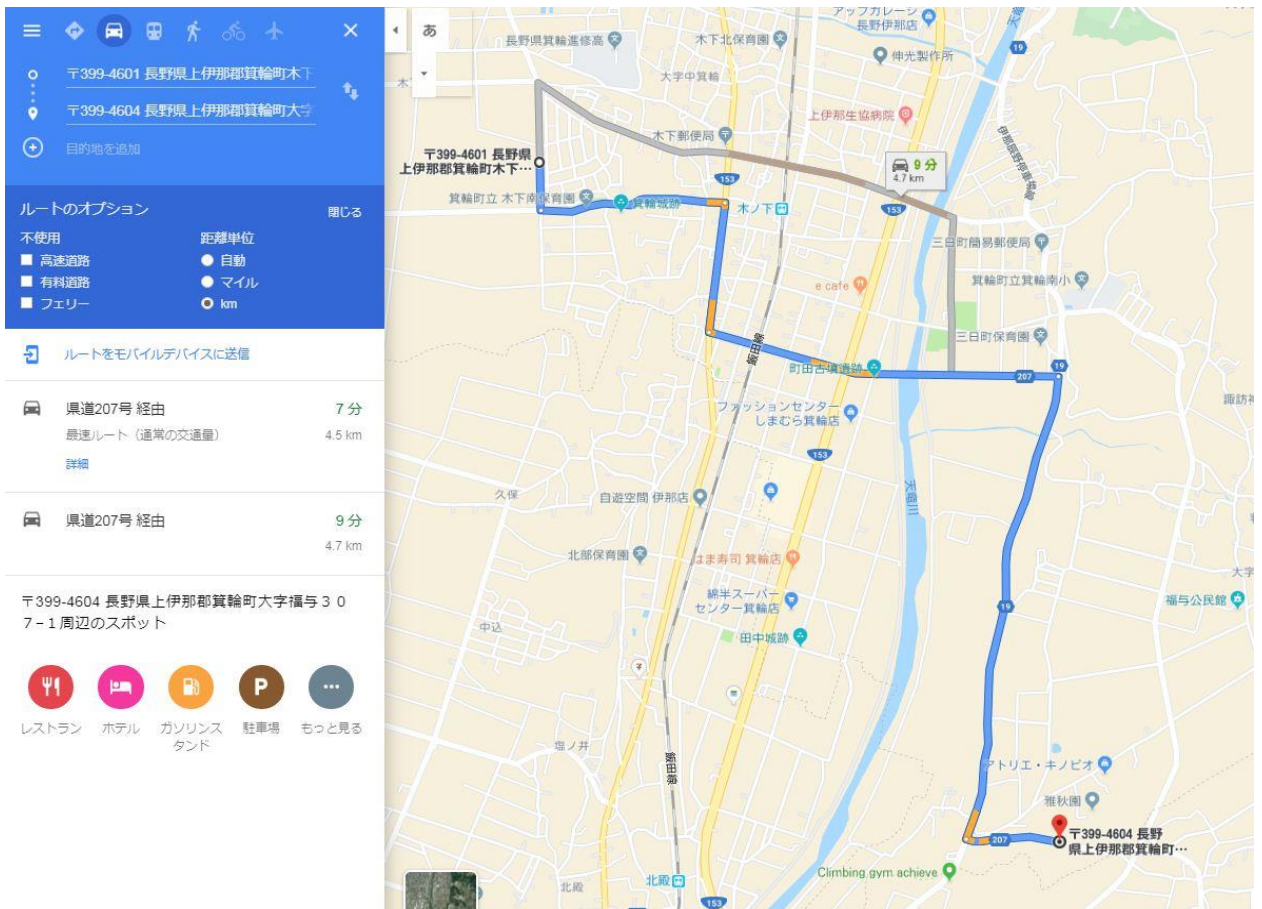 〒399-4601 長野県上伊那郡箕輪町木下
〒399-4604 長野県上伊那郡箕輪町大字
目的地を追加
ルートのオプション
閉じる
不使用
距離単位
高速道路
自動
有料道路
マイル
フェリー
km
ルートをモバイルデバイスに送信
県道207号 経由
7 分
最速ルート（通常の交通量）
4.5 km
詳細
県道207号 経由
9 分
4.7 km
〒399-4604 長野県上伊那郡箕輪町大字福与３０
７−１周辺のスポット
レストラン
ホテル
ガソリンス
タンド
P
駐車場
もっと見る
あ
アップガレージ
長野伊那店
長野県箕輪進修高
木下北保育園
伸光製作所
19
大字中箕輪
上伊那生協病院
木下郵便局
〒399-4601 長野県
上伊那郡箕輪町木下…
9 分
4.7 km
153
箕輪町立 木下南保育園
箕輪城跡
木ノ下
153
三日町簡易郵便局
箕輪町立箕輪南小
e cafe
三日町保育園
飯田線
町田古墳遺跡
19
207
ファッションセンター
しまむら箕輪店
153
天竜川
久保
自遊空間 伊那店
北部保育園
はま寿司 箕輪店
綿半スーパー
センター箕輪店
大字
福与公民館
19
中込
田中城跡
塩ノ井
飯田線
アトリエ・キノピオ
雅秋園
207
〒399-4604 長野
県上伊那郡箕輪町…
Climbing gym achieve
北殿
北殿
153